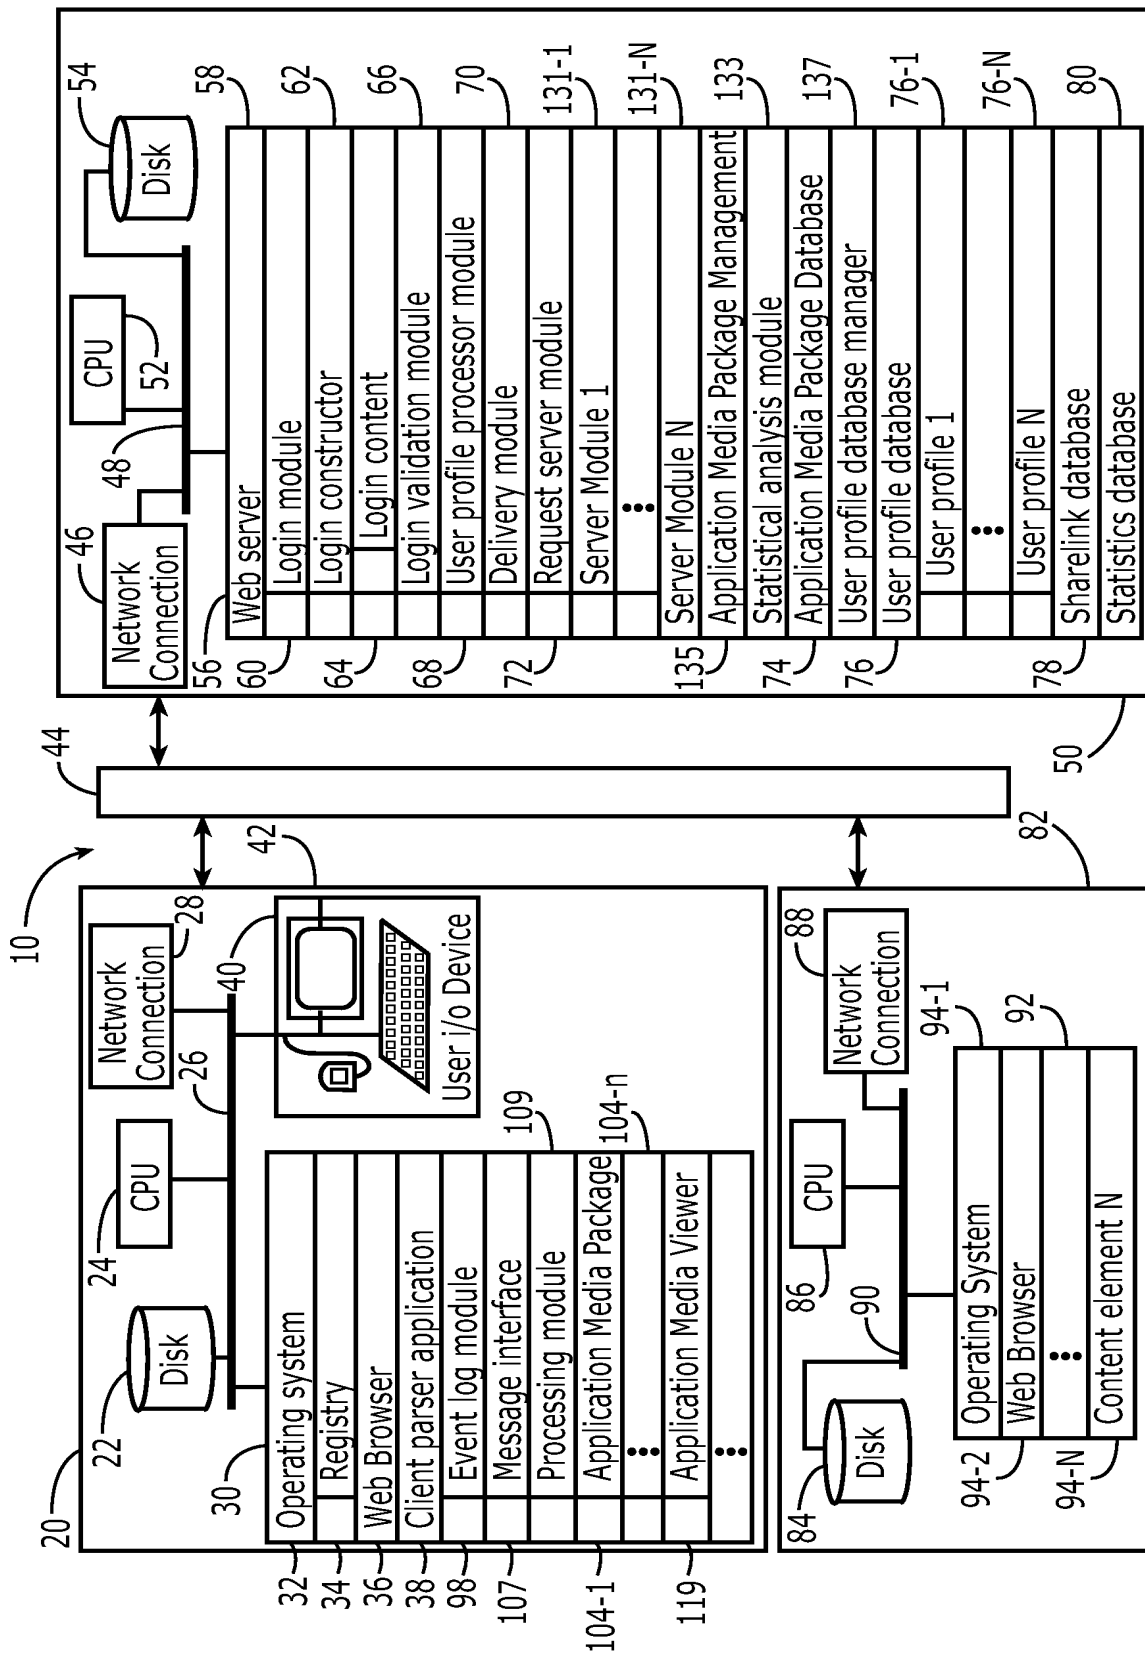 10
20
22
Disk
24
CPU
26
Network
Connection
28
30
40
42
User i/o Device
32
Operating system
34
Registry
36
Web Browser
38
Client parser application
98
Event log module
107
Message interface
Processing module
109
104-1
Application Media Package
104-n
119
Application Media Viewer
44
46
Network
Connection
48
CPU
52
54
Disk
56
Web server
58
60
Login module
Login constructor
62
64
Login content
Login validation module
66
68
User profile processor module
Delivery module
70
72
Request server module
Server Module 1
131-1
131-N
Server Module N
135
Application Media Package Management
Statistical analysis module
133
74
Application Media Package Database
User profile database manager
137
76
User profile database
User profile 1
76-1
User profile N
76-N
78
Sharelink database
Statistics database
80
50
82
84
Disk
86
CPU
90
88
Network
Connection
Operating System
94-1
94-2
Web Browser
92
94-N
Content element N